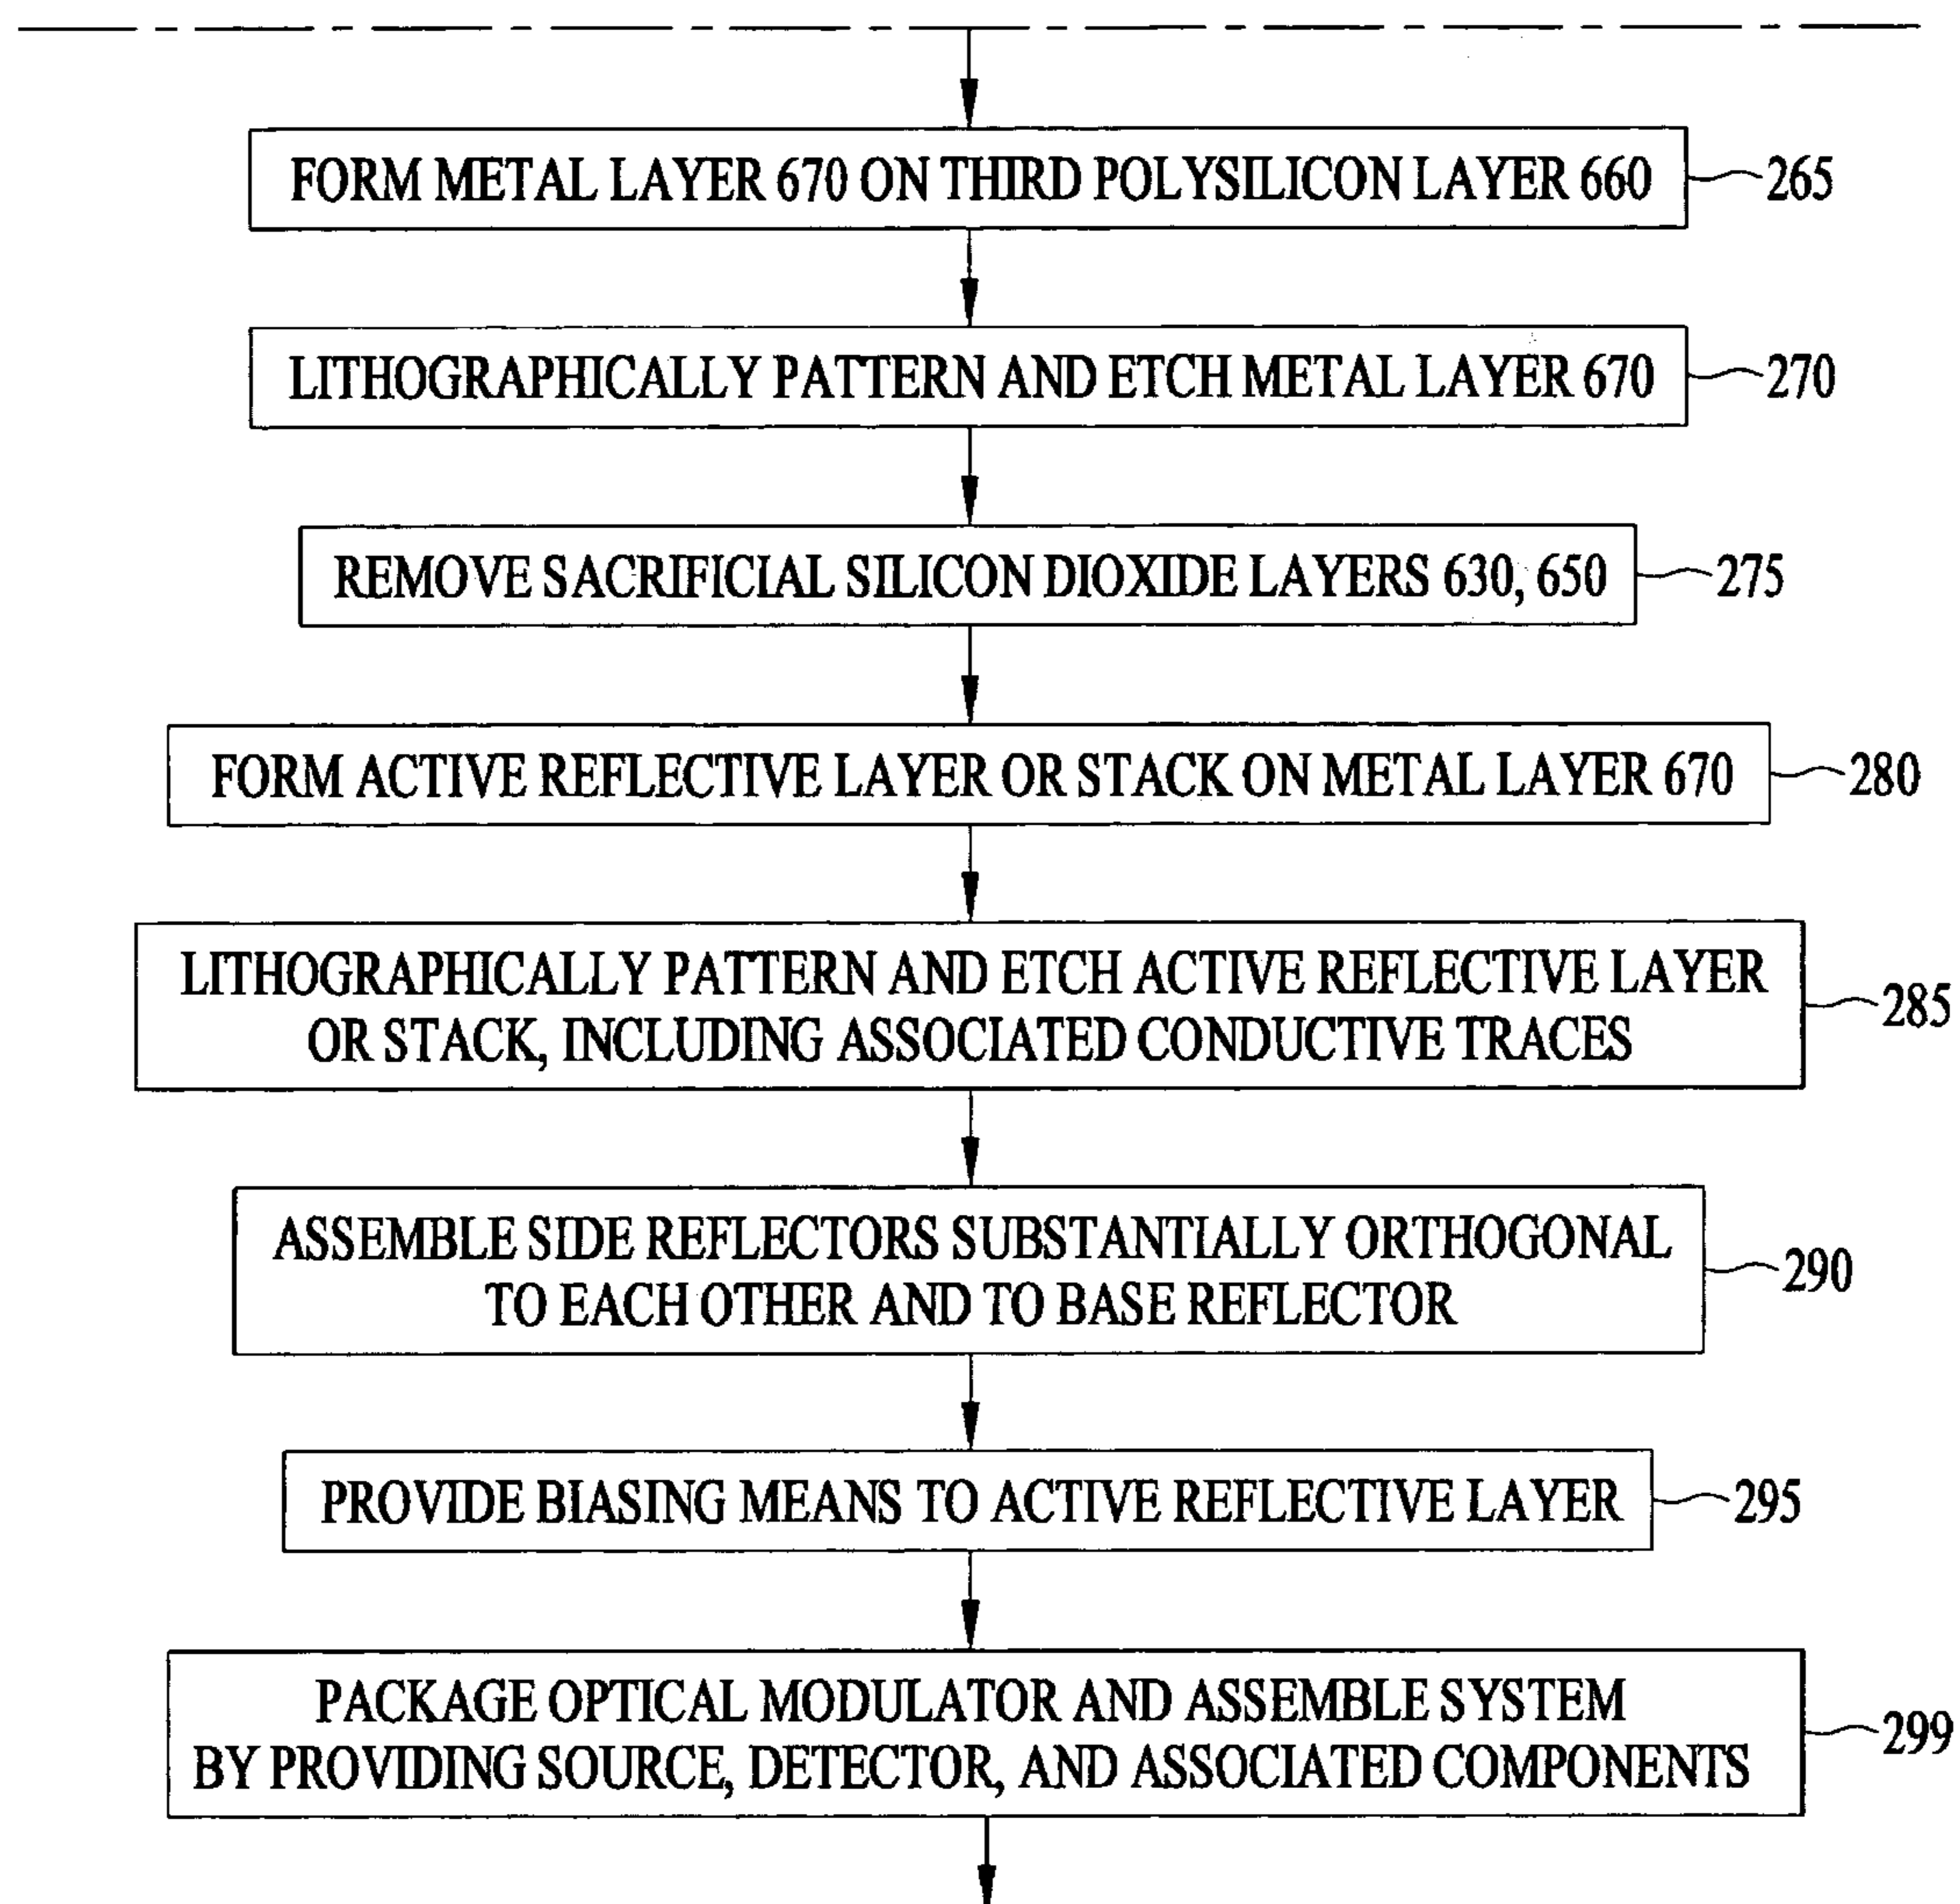 FORM METAL LAYER 670 ON THIRD POLYSILICON LAYER 660
265
LITHOGRAPHICALLY PATTERN AND ETCH METAL LAYER 670
270
REMOVE SACRIFICIAL SILICON DIOXIDE LAYERS 630, 650
275
FORM ACTIVE REFLECTIVE LAYER OR STACK ON METAL LAYER 670
280
LITHOGRAPHICALLY PATTERN AND ETCH ACTIVE REFLECTIVE LAYER
OR STACK, INCLUDING ASSOCIATED CONDUCTIVE TRACES
285
ASSEMBLE SIDE REFLECTORS SUBSTANTIALLY ORTHOGONAL
TO EACH OTHER AND TO BASE REFLECTOR
290
PROVIDE BIASING MEANS TO ACTIVE REFLECTIVE LAYER
295
PACKAGE OPTICAL MODULATOR AND ASSEMBLE SYSTEM
BY PROVIDING SOURCE, DETECTOR, AND ASSOCIATED COMPONENTS
299